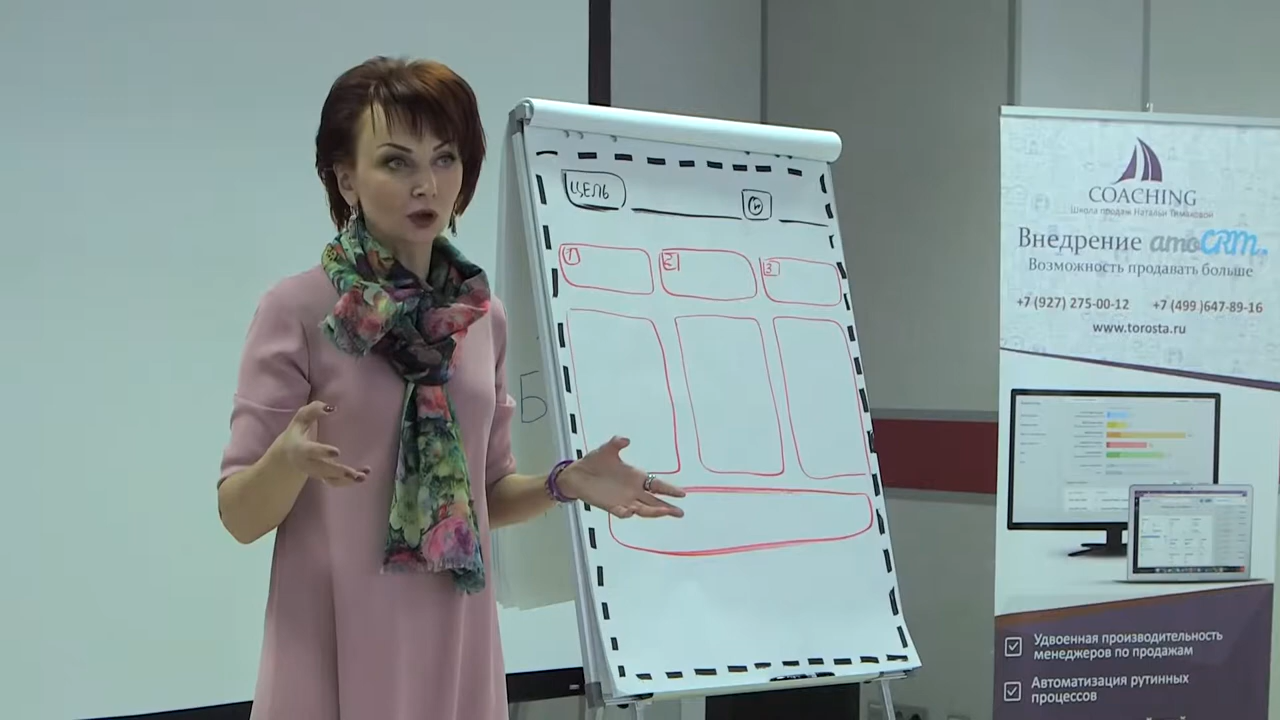 ЦЕЛЬ
1 2 3
Б
COACHING
Школа продаж Натальи Тимаковой
Внедрение amoCRM.
Возможность продавать больше
+7 (927) 275-00-12 +7 (499 )647-89-16
www.torosta.ru
Удвоенная производительность
менеджеров по продажам
Автоматизация рутинных
процессов